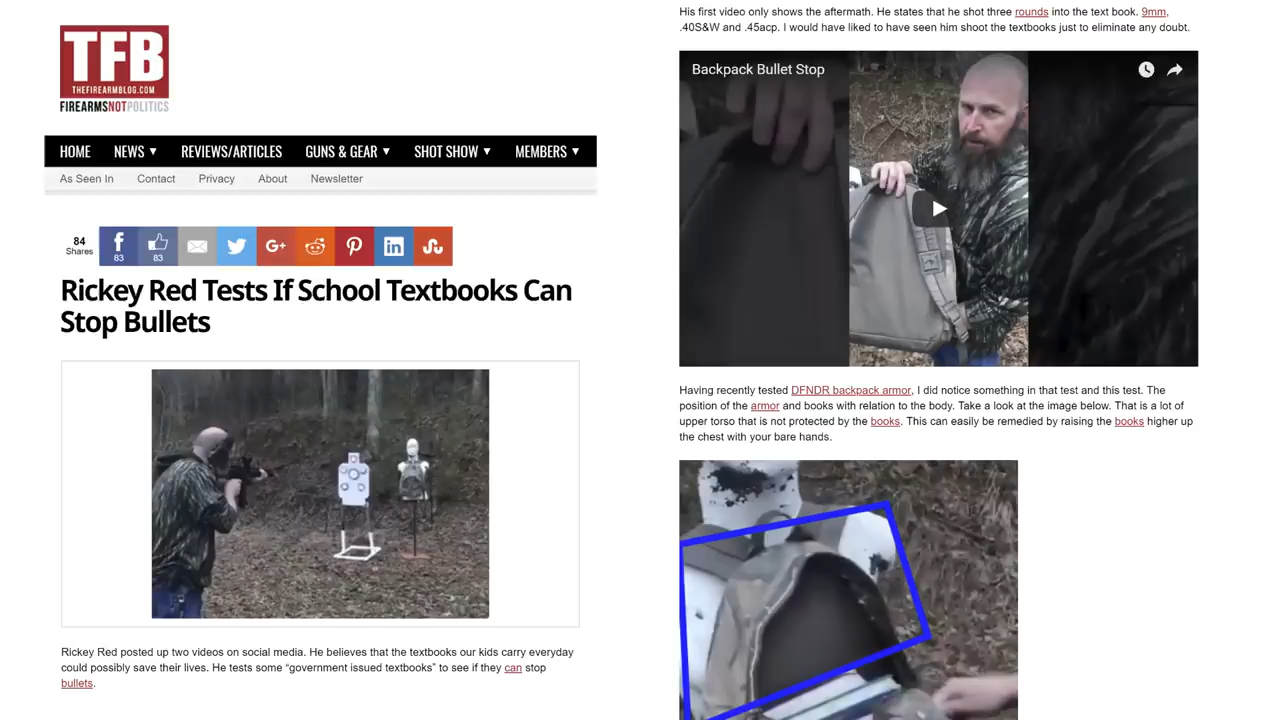 TFB
THEFIREARMBLOG.COM
FIREARMSNOTPOLITICS
HOME NEWS REVIEWS/ARTICLES GUNS & GEAR SHOT SHOW MEMBERS
As Seen In Contact Privacy About Newsletter
84
Shares
83 83
Rickey Red Tests If School Textbooks Can
Stop Bullets
Rickey Red posted up two videos on social media. He believes that the textbooks our kids carry everyday
could possibly save their lives. He tests some “government issued textbooks” to see if they can stop
bullets.
His first video only shows the aftermath. He states that he shot three rounds into the text book. 9mm,
.40S&W and .45acp. I would have liked to have seen him shoot the textbooks just to eliminate any doubt.
Backpack Bullet Stop
Having recently tested DFNDR backpack armor, I did notice something in that test and this test. The
position of the armor and books with relation to the body. Take a look at the image below. That is a lot of
upper torso that is not protected by the books. This can easily be remedied by raising the books higher up
the chest with your bare hands.